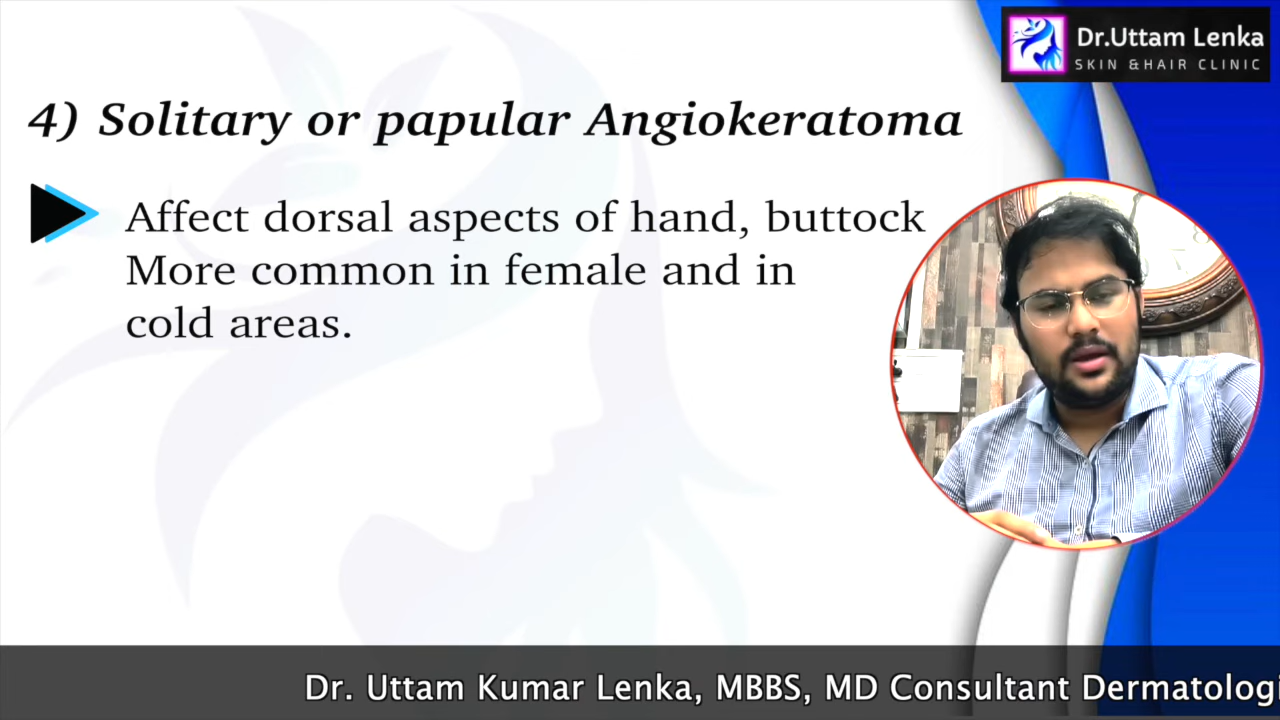 Dr.Uttam Lenka
SKIN & HAIR CLINIC
4) Solitary or papular Angiokeratoma
Affect dorsal aspects of hand, buttock
More common in female and in
cold areas.
Dr. Uttam Kumar Lenka, MBBS, MD Consultant Dermatologi